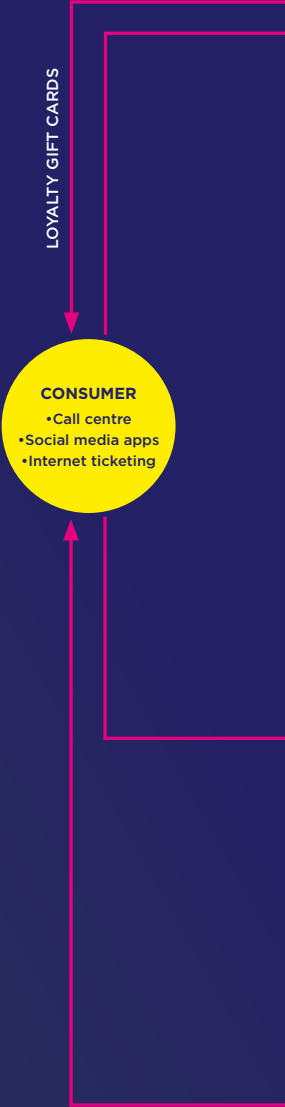 LOYALTY GIFT CARDS
CONSUMER
•Call centre
•Social media apps
•Internet ticketing